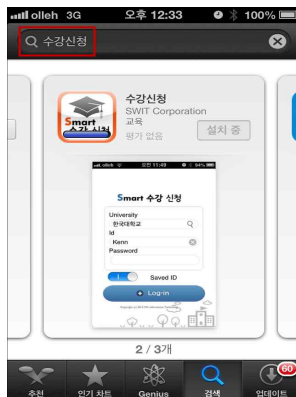 olleh 3G 오후 12:33 100%
수강신청
Smart
수강 신청
수강신청
SWIT Corporation
교육
평가 없음
설치 중
olleh 오전 11:49 34%
Smart 수강 신청
University
한국대학교
Id
Kenn
Password
Saved ID
Log-in
2 / 3개
60
추천 인기 차트 Genius 검색 업데이트